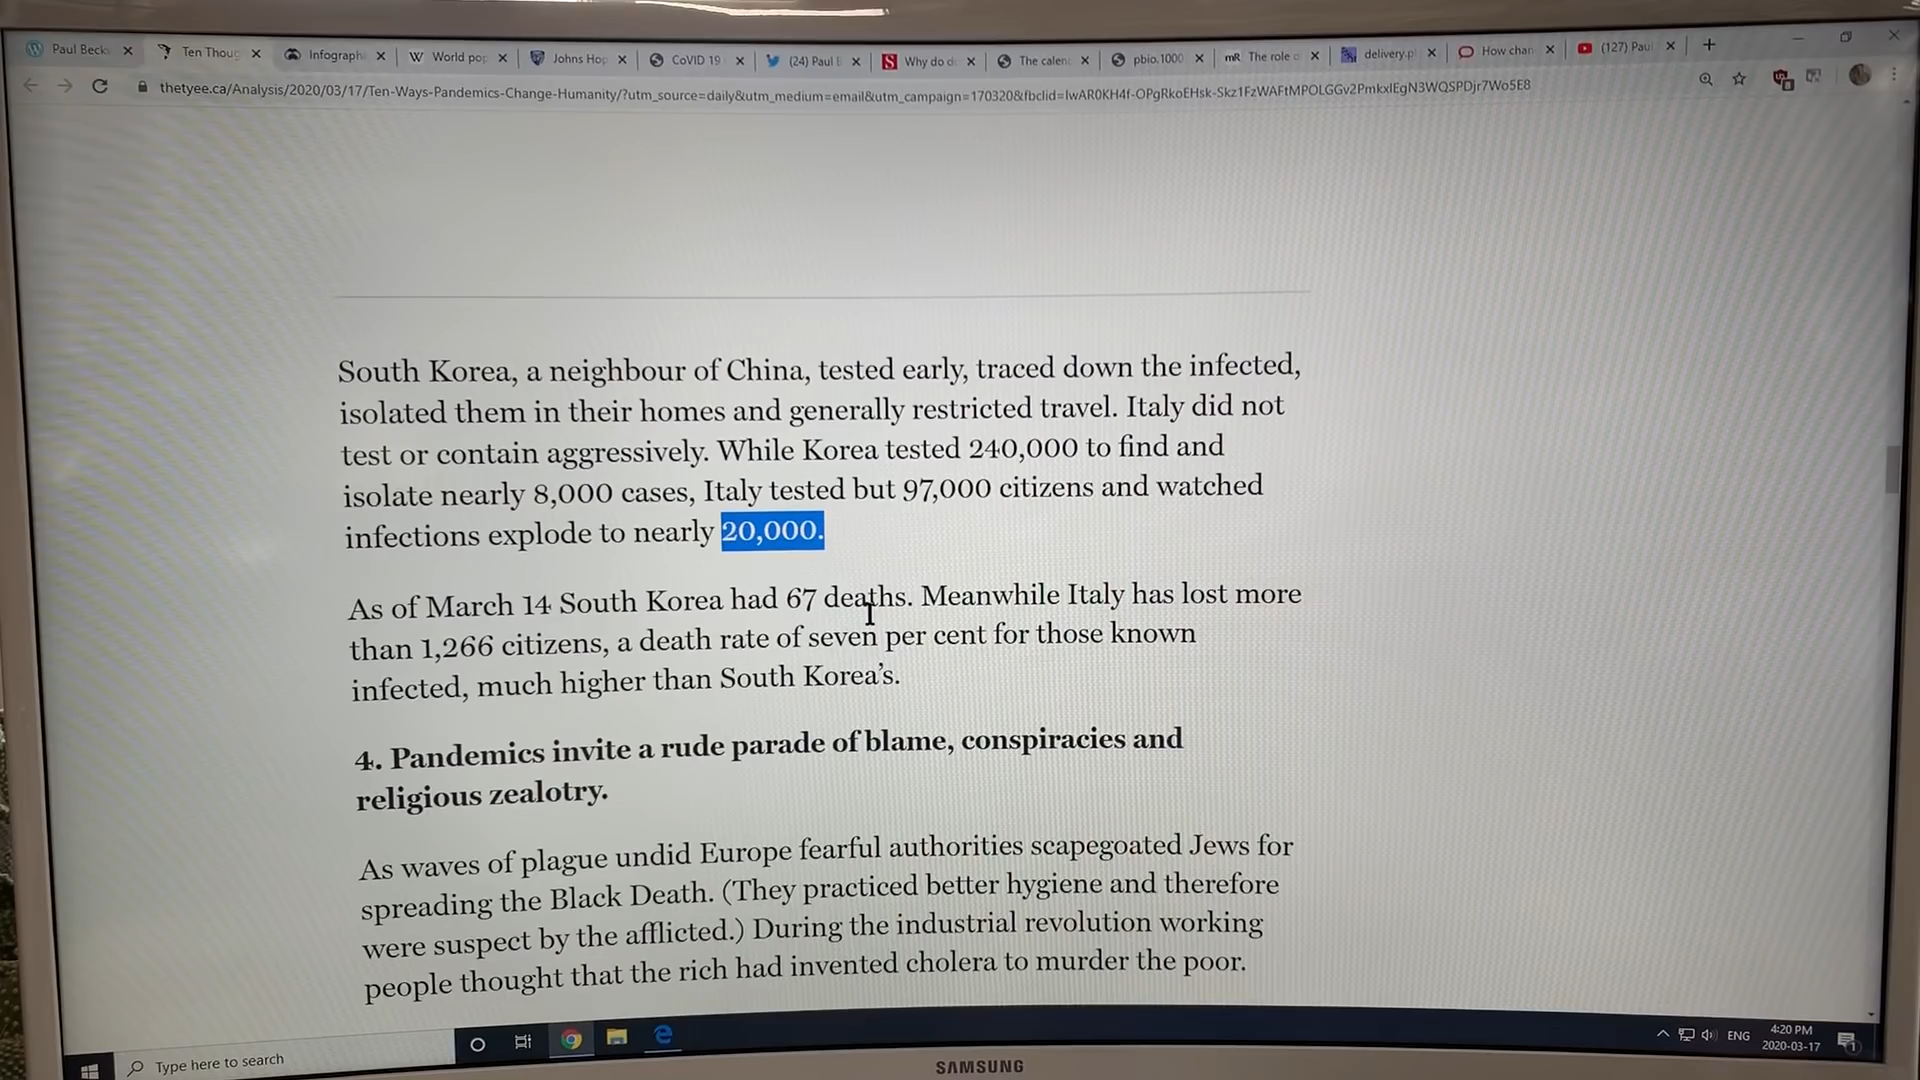 Paul Beck
Ten Thoug
Infograph
World pop
Johns Hop
CoVID 19
(24) Paul B
Why do d
The calen
pbio.1000
mR The role o
delivery.p
How chan
(127) Paul
thetyee.ca/Analysis/2020/03/17/Ten-Ways-Pandemics-Change-Humanity/?utm_source=daily&utm_medium=email&utm_campaign=170320&fbclid=IwAR0KH4f-OPgRkoEHsk-Skz1FzWAFtMPOLGGv2PmkxIEgN3WQSPDjr7Wo5E8
South Korea, a neighbour of China, tested early, traced down the infected,
isolated them in their homes and generally restricted travel. Italy did not
test or contain aggressively. While Korea tested 240,000 to find and
isolate nearly 8,000 cases, Italy tested but 97,000 citizens and watched
infections explode to nearly 20,000.
As of March 14 South Korea had 67 deaths. Meanwhile Italy has lost more
than 1,266 citizens, a death rate of seven per cent for those known
infected, much higher than South Korea's.
4. Pandemics invite a rude parade of blame, conspiracies and
religious zealotry.
As waves of plague undid Europe fearful authorities scapegoated Jews for
spreading the Black Death. (They practiced better hygiene and therefore
were suspect by the afflicted.) During the industrial revolution working
people thought that the rich had invented cholera to murder the poor.
Type here to search
ENG
4:20 PM
2020-03-17
1
SAMSUNG